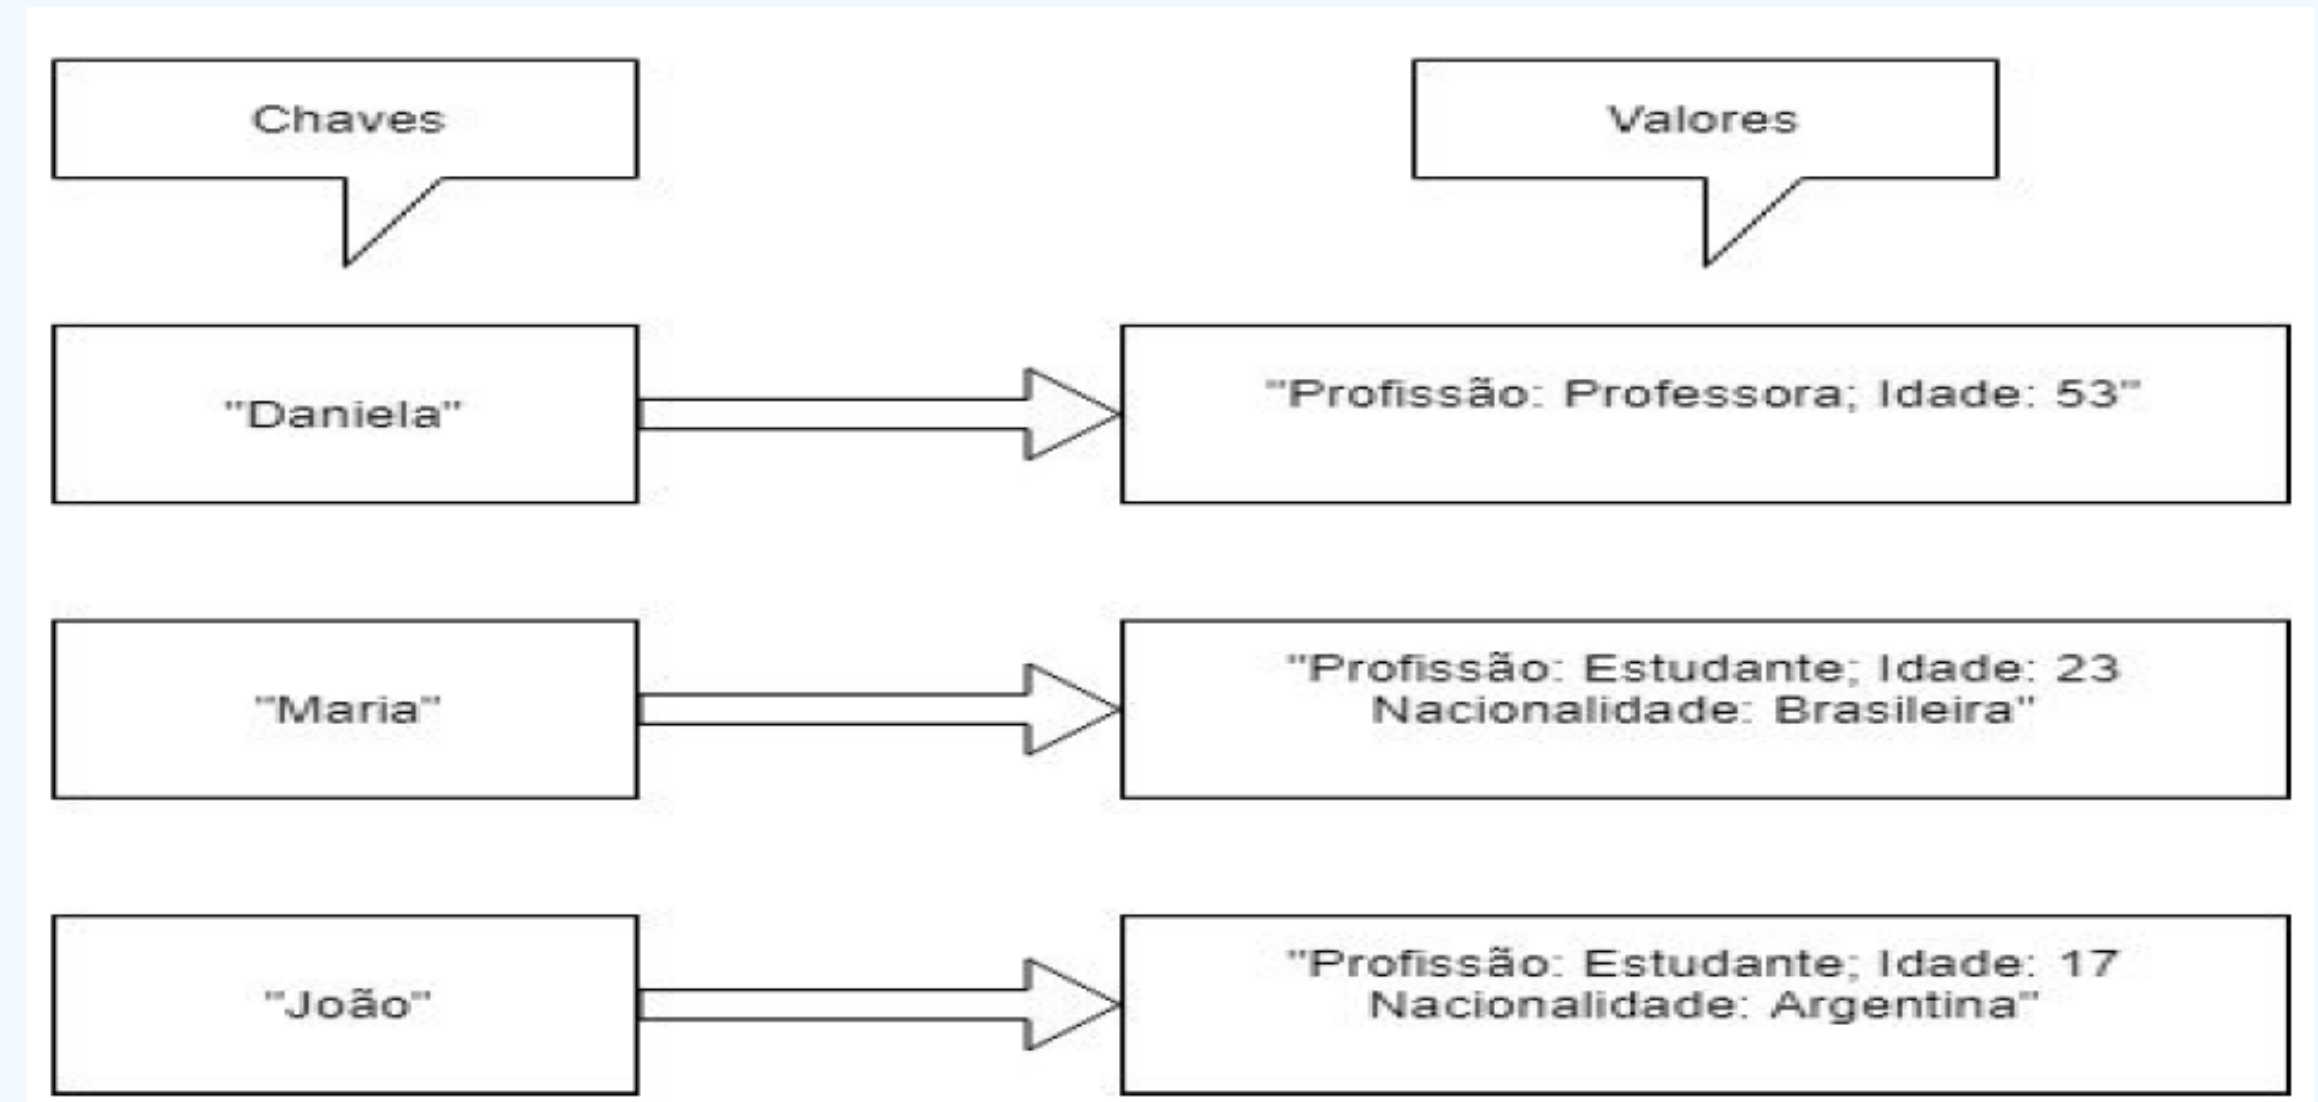 Chaves
Valores
"Daniela"
"Profissão: Professora; Idade: 53"
"Maria"
"Profissão: Estudante; Idade: 23
Nacionalidade: Brasileira"
"João"
"Profissão: Estudante; Idade: 17
Nacionalidade: Argentina"